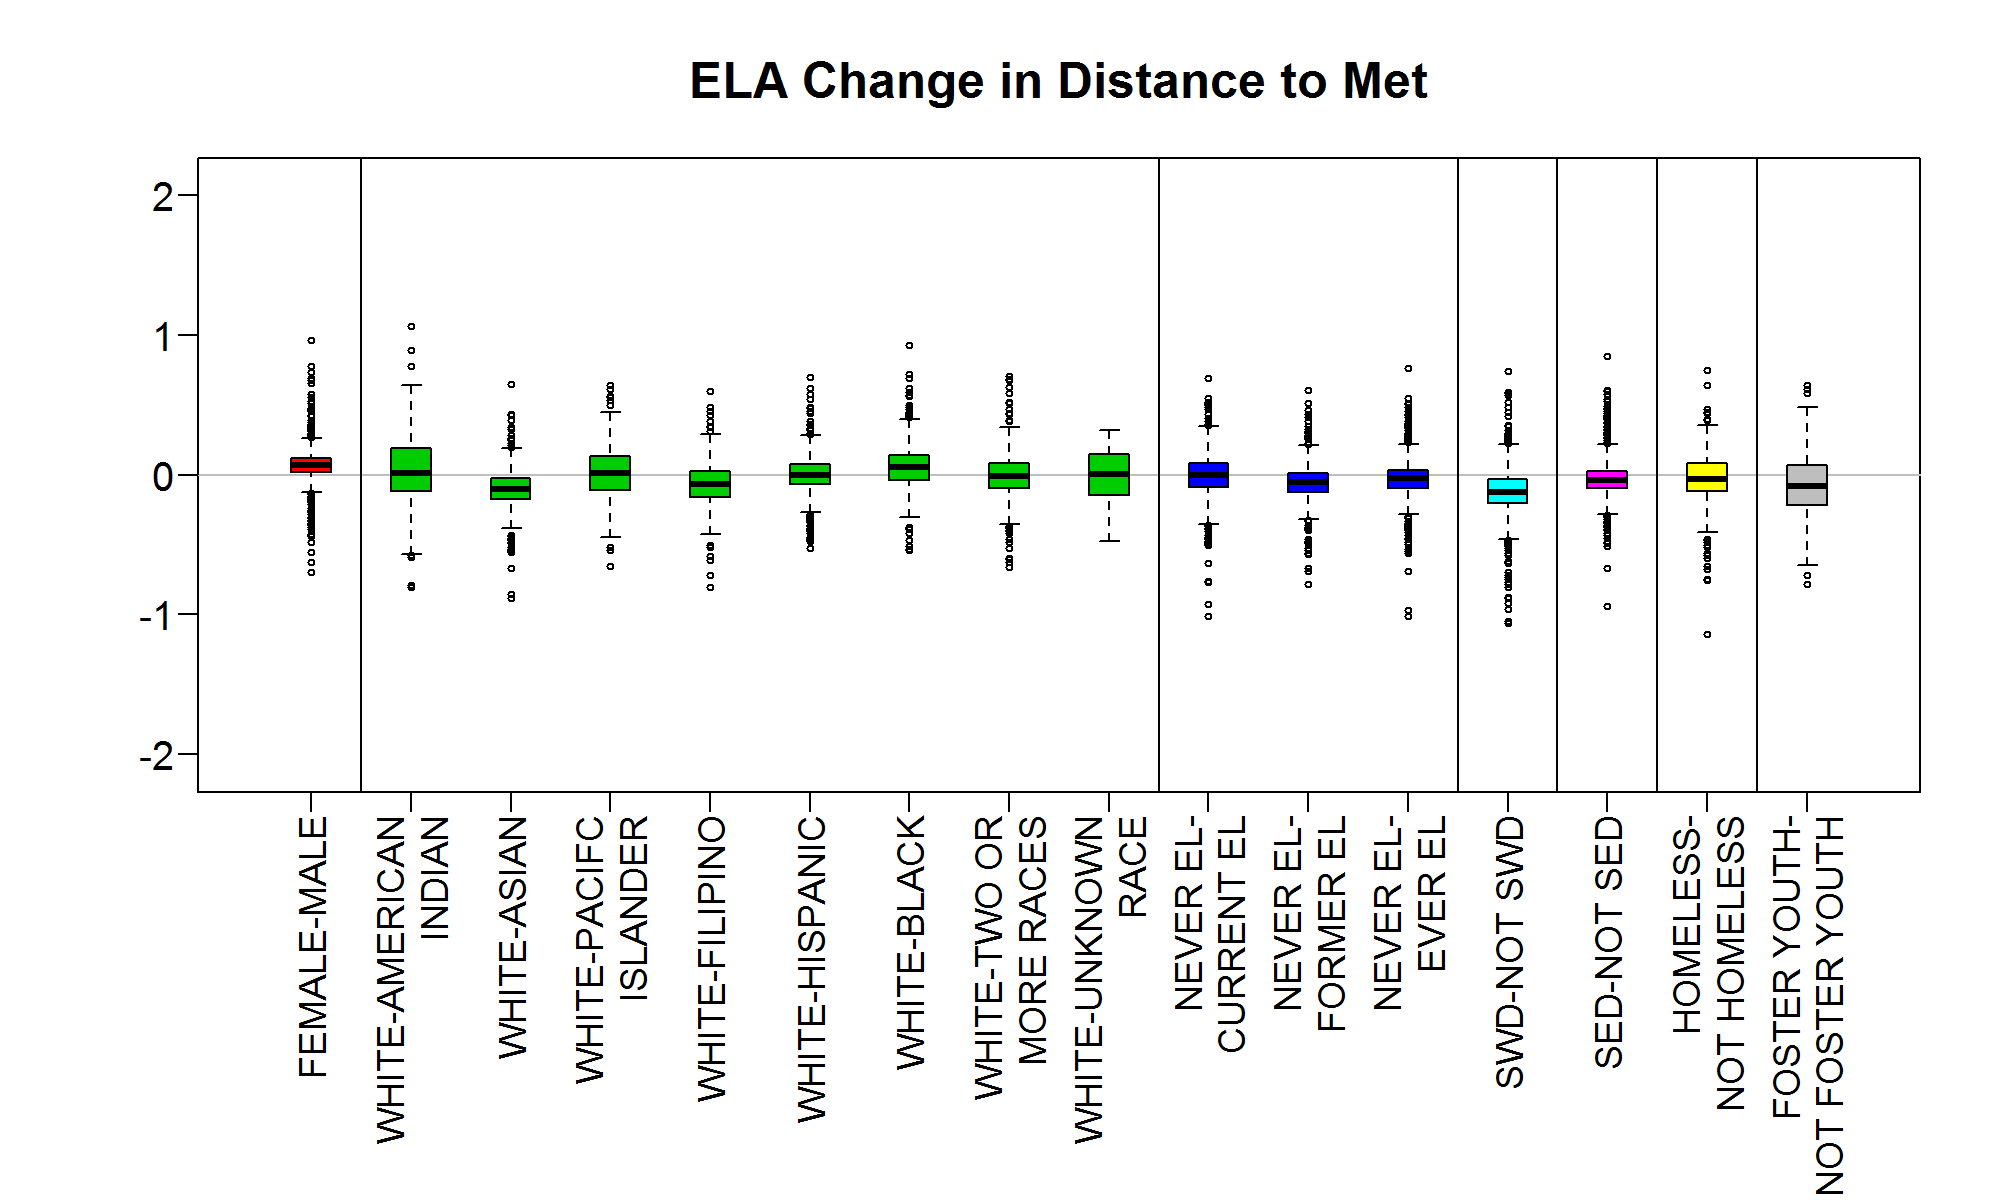 ELA Change in Distance to Met
2
1
0
-1
-2
FEMALE-MALE
WHITE-AMERICAN
INDIAN
WHITE-ASIAN
WHITE-PACIFC
ISLANDER
WHITE-FILIPINO
WHITE-HISPANIC
WHITE-BLACK
WHITE-TWO OR
MORE RACES
WHITE-UNKNOWN
RACE
NEVER EL-
CURRENT EL
NEVER EL-
FORMER EL
NEVER EL-
EVER EL
SWD-NOT SWD
SED-NOT SED
HOMELESS-
NOT HOMELESS
FOSTER YOUTH-
NOT FOSTER YOUTH